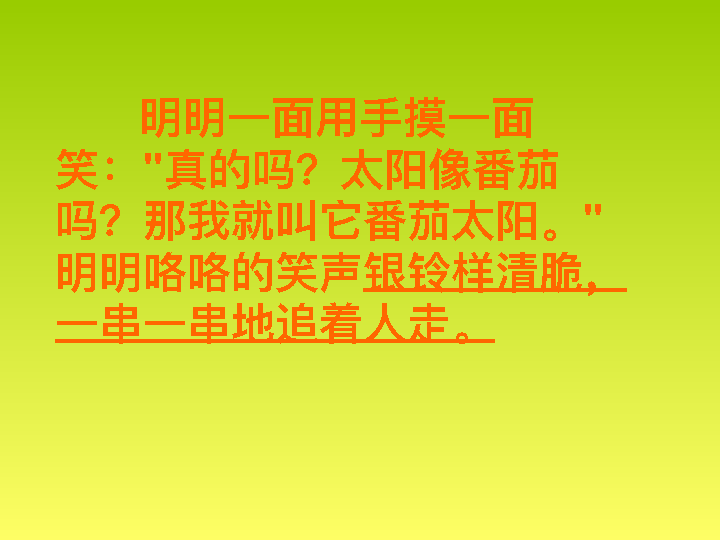 明明一面用手摸一面
笑："真的吗？太阳像番茄
吗？那我就叫它番茄太阳。"
明明咯咯的笑声银铃样清脆，
一串一串地追着人走。